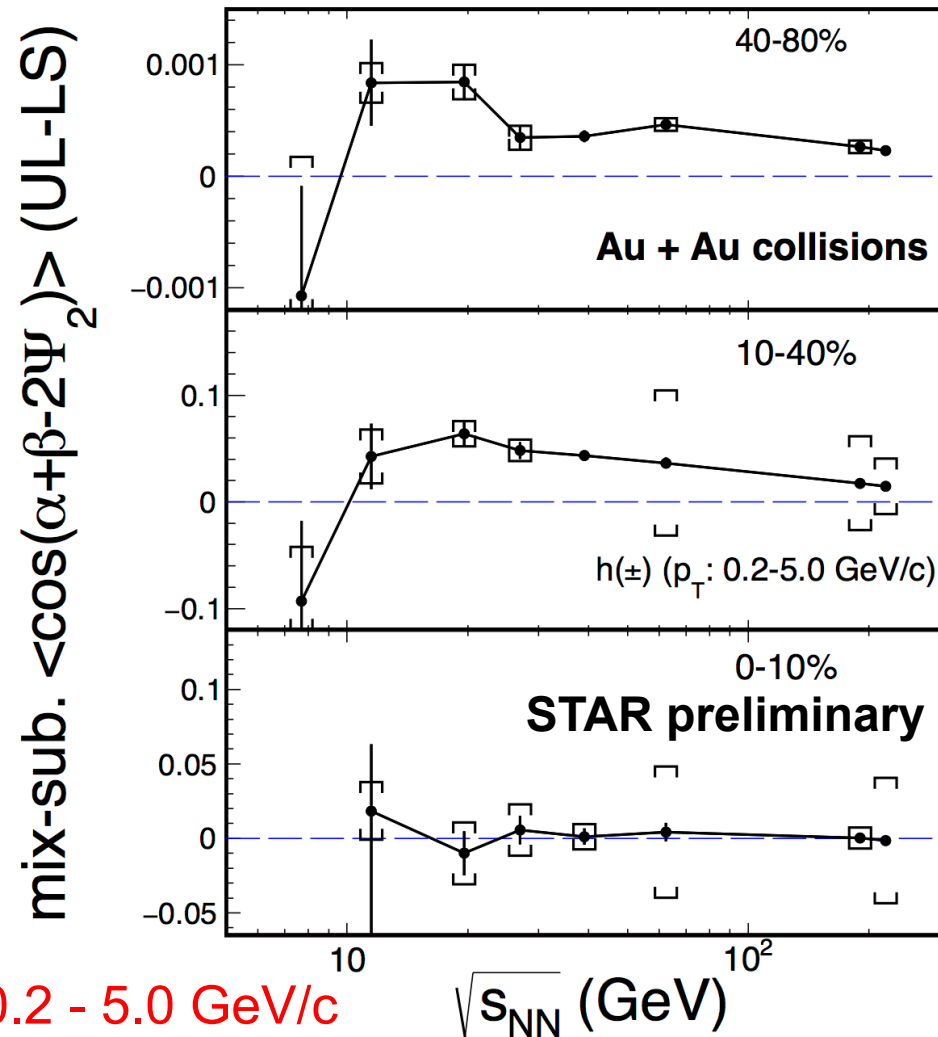 mix-sub. <cos(α+β-2Ψ₂)> (UL-LS)
40-80%
0.001
0
−0.001
Au + Au collisions
10-40%
0.1
0
−0.1
h(±) (p_T: 0.2-5.0 GeV/c)
0-10%
STAR preliminary
0.1
0.05
0
−0.05
10
10²
√s_NN (GeV)
0.2 - 5.0 GeV/c